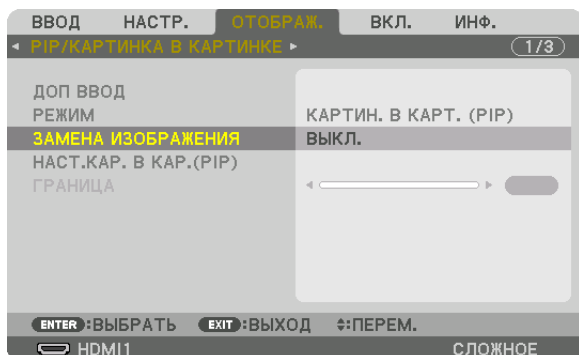 ВВОД НАСТР. ОТОБРАЖ. ВКЛ. ИНФ.
PIP/КАРТИНКА В КАРТИНКЕ 1/3
ДОП ВВОД
РЕЖИМ КАРТИН. В КАРТ. (PIP)
ЗАМЕНА ИЗОБРАЖЕНИЯ ВЫКЛ.
НАСТ.КАР. В КАР.(PIP)
ГРАНИЦА
ENTER:ВЫБРАТЬ EXIT:ВЫХОД :ПЕРЕМ.
HDMI1 СЛОЖНОЕ